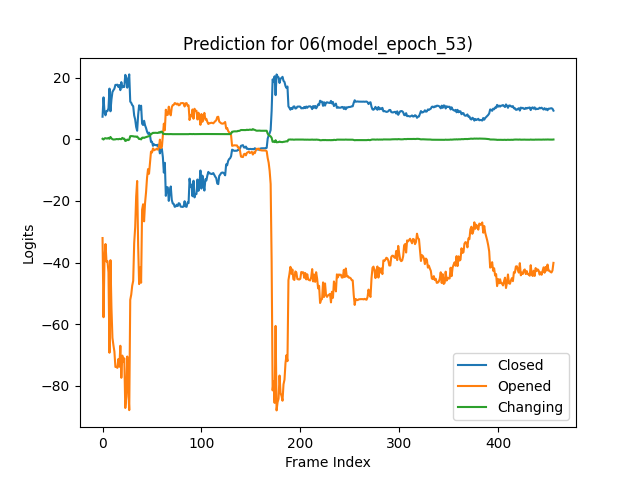 Prediction for 06(model_epoch_53)
20
0
−20
−40
−60
−80
Logits
0
100
200
300
400
Frame Index
Closed
Opened
Changing